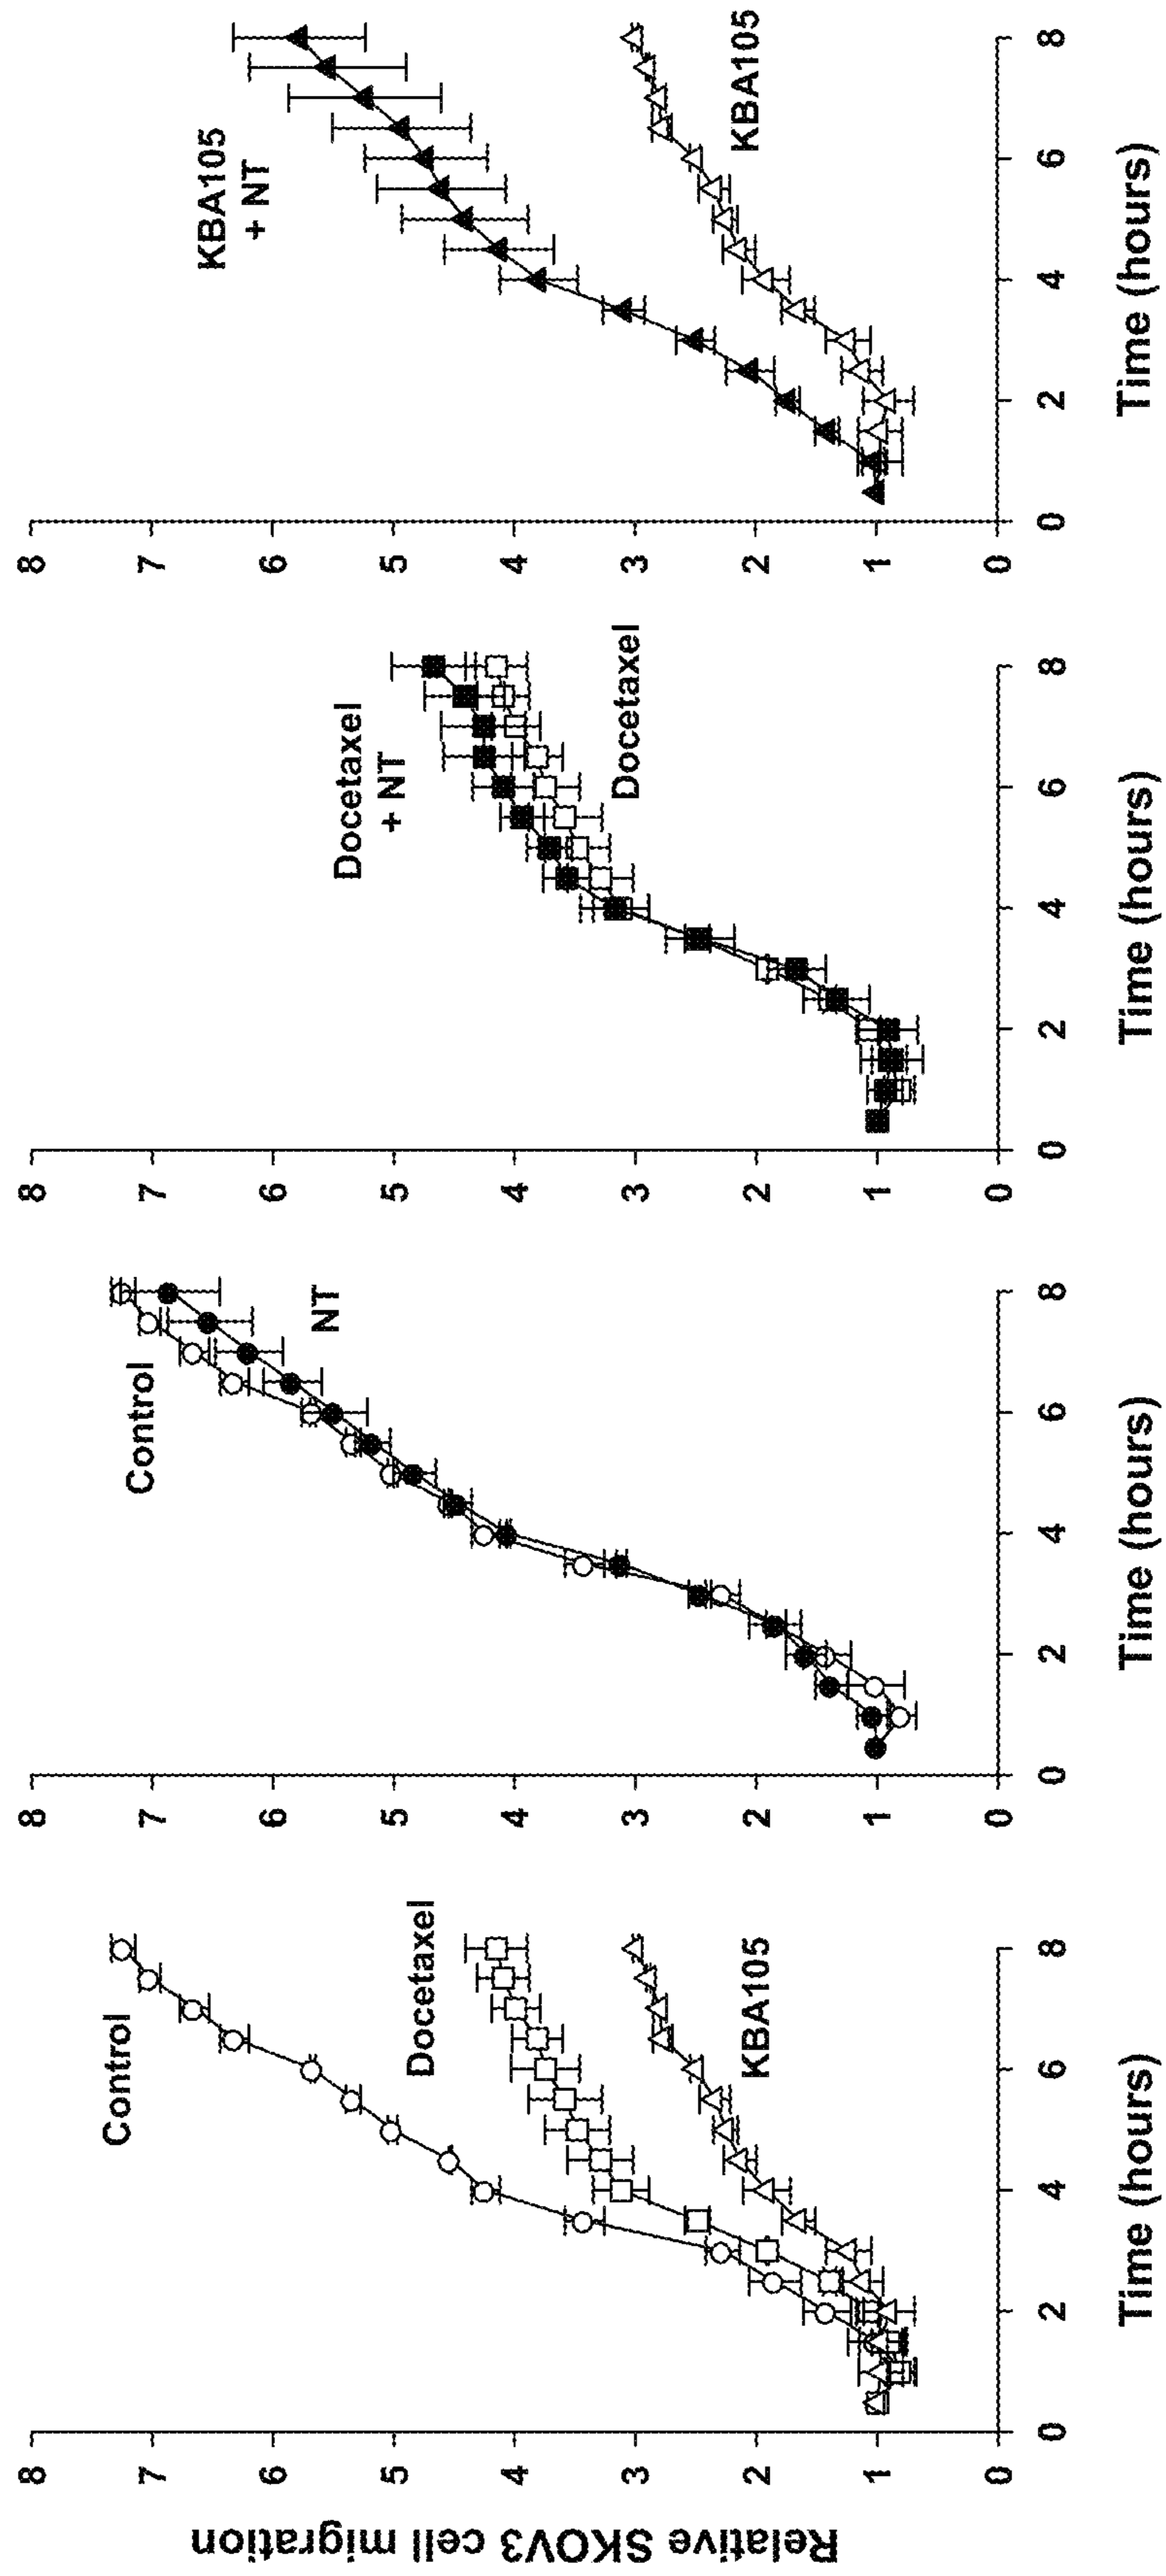 Relative SKOV3 cell migration
8
7
6
5
4
3
2
1
0
Control
Docetaxel
KBA105
0 2 4 6 8
Time (hours)
8
7
6
5
4
3
2
1
0
Control
NT
0 2 4 6 8
Time (hours)
8
7
6
5
4
3
2
1
0
Docetaxel
+ NT
Docetaxel
0 2 4 6 8
Time (hours)
8
7
6
5
4
3
2
1
0
KBA105
+ NT
KBA105
0 2 4 6 8
Time (hours)